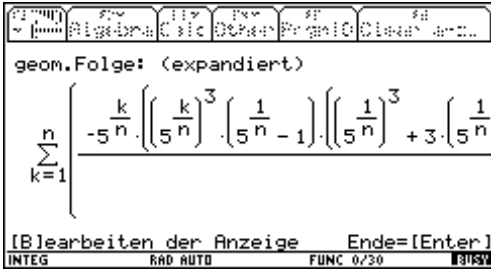 Algebra Calc Other PrgmIO Clean
geom.Folge: (expandiert)
n ∑ k=1 ( -5^(k/n)·((5^(k/n))^3·(5^(1/n) - 1)·((5^(1/n))^3 + 3·(5^(1/n)
[B]earbeiten der Anzeige Ende=[Enter]
INTEG RAD AUTO FUNC 0/30 BUSY